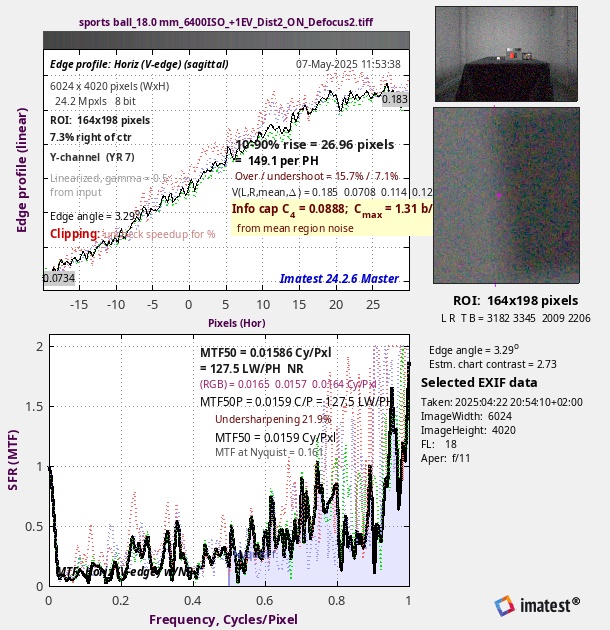 sports ball_18.0 mm_6400ISO_+1EV_Dist2_ON_Defocus2.tiff
Edge profile: Horiz (V-edge) (sagittal)
07-May-2025 11:53:38
6024 x 4020 pixels (WxH)
24.2 Mpxls 8 bit
ROI: 164x198 pixels
7.3% right of ctr
Y-channel (YR 7)
Linearized, gamma = 0.5
from input
Edge angle = 3.29º
Clipping: uncheck speedup for %
0.183
10-90% rise = 26.96 pixels
= 149.1 per PH
Over / undershoot = 15.7% / 7.1%
V(L,R,mean,Δ) = 0.185 0.0708 0.114 0.12
Info cap C4 = 0.0888; Cmax = 1.31 b/
from mean region noise
0.0734
Imatest 24.2.6 Master
Edge profile (linear)
-15 -10 -5 0 5 10 15 20 25
Pixels (Hor)
ROI: 164x198 pixels
L R T B = 3182 3345 2009 2206
Edge angle = 3.29º
Estm. chart contrast = 2.73
Selected EXIF data
Taken: 2025:04:22 20:54:10+02:00
ImageWidth: 6024
ImageHeight: 4020
FL: 18
Aper: f/11
MTF50 = 0.01586 Cy/Pxl
= 127.5 LW/PH NR
(RGB) = 0.0165 0.0157 0.0164 Cy/Pxl
MTF50P = 0.0159 C/P = 127.5 LW/PH
Undersharpening 21.9%
MTF50 = 0.0159 Cy/Pxl
MTF at Nyquist = 0.161
SFR (MTF)
2
1.5
1
0.5
0
MTF: Horiz (V-edge) w/NR
0 0.2 0.4 0.6 0.8 1
Frequency, Cycles/Pixel
imatest®